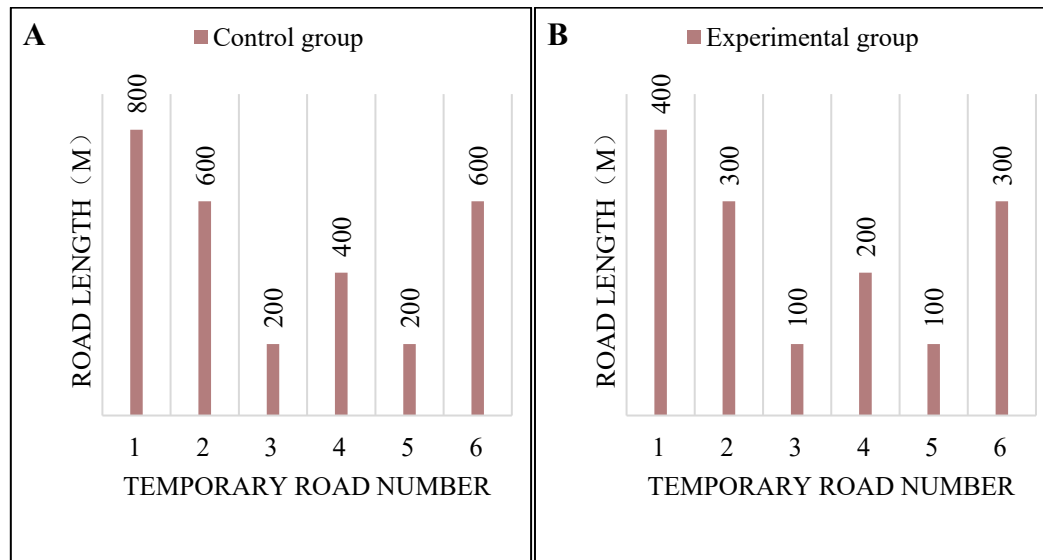 A
Control group
ROAD LENGTH（M）
800
600
200
400
200
600
1 2 3 4 5 6
TEMPORARY ROAD NUMBER
B
Experimental group
ROAD LENGTH（M）
400
300
100
200
100
300
1 2 3 4 5 6
TEMPORARY ROAD NUMBER